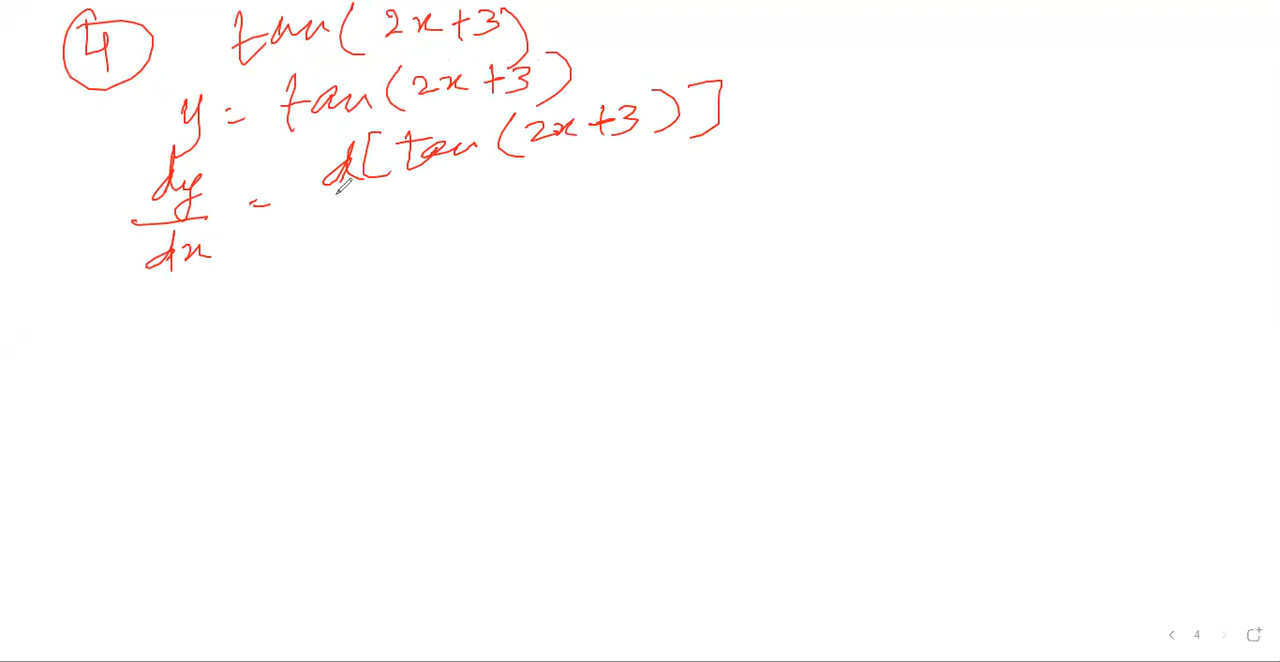 4 tan(2x+3)
y = tan(2x+3)
dy/dx = d[tan(2x+3)]
4